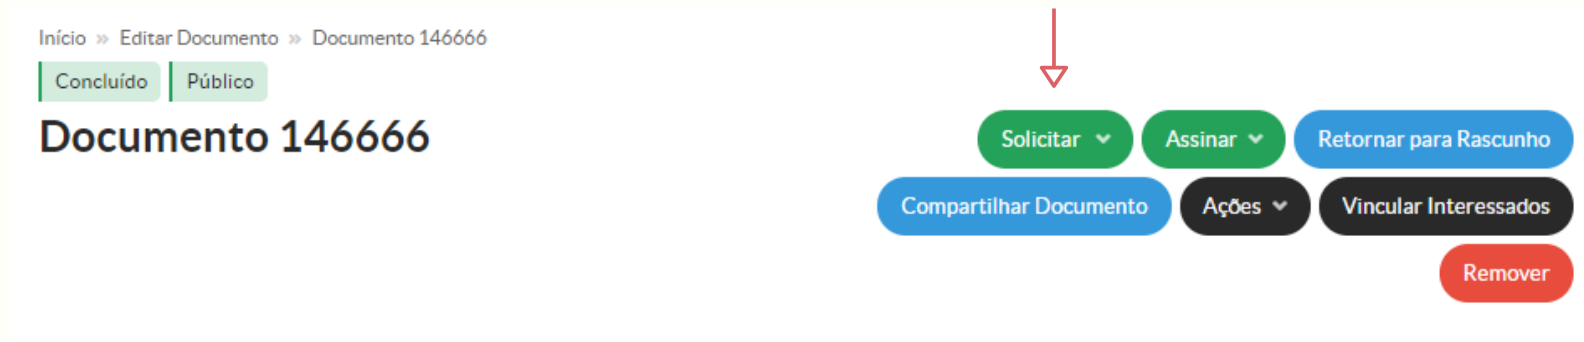 Início » Editar Documento » Documento 146666
Concluído Público
Documento 146666
Solicitar Assinar Retornar para Rascunho
Compartilhar Documento Ações Vincular Interessados
Remover